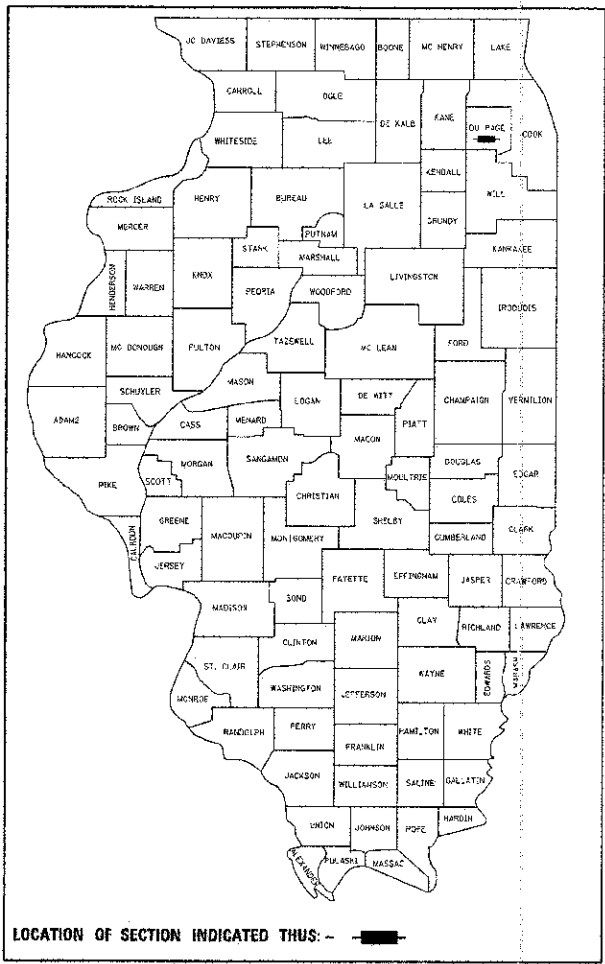 JO DAVIESS STEPHENSON WINNEBAGO BOONE MC HENRY LAKE
CARROLL OGLE DE KALB KANE DU PAGE COOK
WHITESIDE LEE KENDALL WILL
ROCK ISLAND HENRY BUREAU LA SALLE GRUNDY
MERCER PUTNAM KANKAKEE
STARK MARSHALL
HENDERSON WARREN KNOX PEORIA WOODFORD LIVINGSTON IROQUOIS
HANCOCK MC DONOUGH FULTON TAZEWELL MC LEAN FORD
SCHUYLER MASON LOGAN DE WITT CHAMPAIGN VERMILION
ADAMS BROWN CASS MENARD MACON PIATT
PIKE SCOTT MORGAN SANGAMON CHRISTIAN MOULTRIE DOUGLAS EDGAR
COLES
CALHOUN GREENE MACOUPIN MONTGOMERY SHELBY CUMBERLAND CLARK
JERSEY FAYETTE EFFINGHAM JASPER CRAWFORD
MADISON BOND CLAY RICHLAND LAWRENCE
CLINTON MARION
ST. CLAIR WAYNE EDWARDS WABASH
MONROE WASHINGTON JEFFERSON
RANDOLPH PERRY HAMILTON WHITE
FRANKLIN
JACKSON WILLIAMSON SALINE GALLATIN
UNION JOHNSON POPE HARDIN
ALEXANDER PULASKI MASSAC
LOCATION OF SECTION INDICATED THUS: -